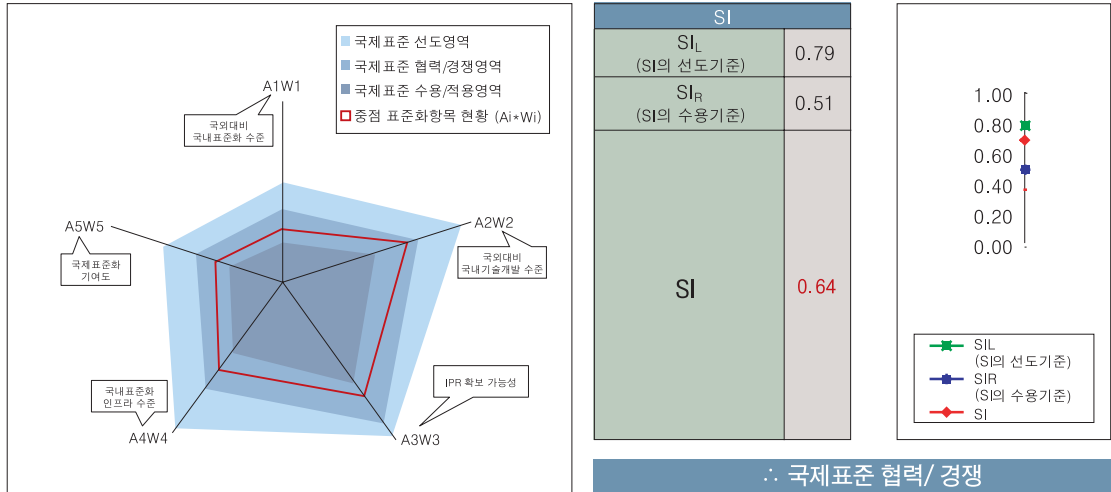 국제표준 선도영역
국제표준 협력/경쟁영역
국제표준 수용/적용영역
중점 표준화항목 현황 (Ai*Wi)
A1W1
국외대비
국내표준화 수준
A2W2
국외대비
국내기술개발 수준
A5W5
국제표준화
기여도
IPR 확보 가능성
A3W3
국내표준화
인프라 수준
A4W4
SI
SIL
(SI의 선도기준)
0.79
SIR
(SI의 수용기준)
0.51
SI
0.64
1.00
0.80
0.60
0.40
0.20
0.00
SIL
(SI의 선도기준)
SIR
(SI의 수용기준)
SI
∴ 국제표준 협력/ 경쟁